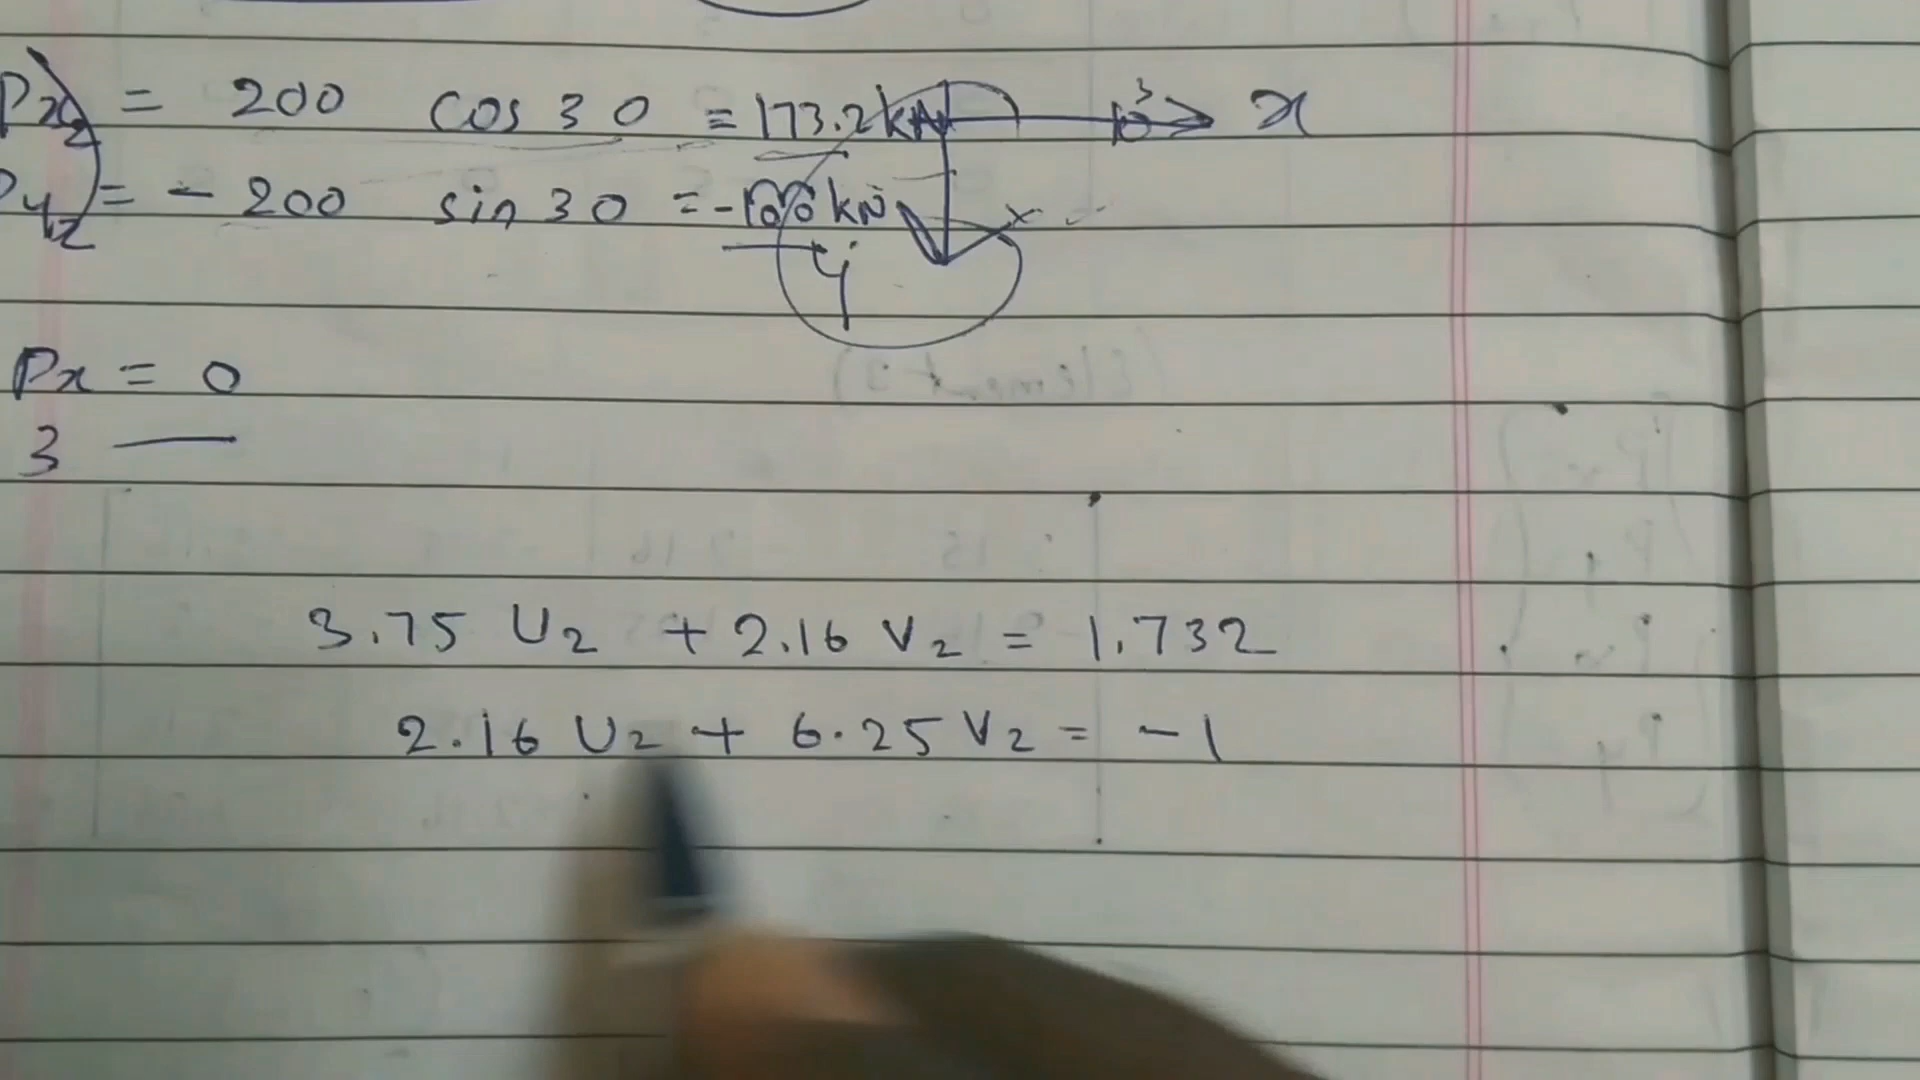 Px2 = 200 cos 30 = 173.2 kN
Py2 = - 200 sin 30 = -100 kN
3
x
y
Px = 0
3
3.75 U2 + 2.16 V2 = 1.732
2.16 U2 + 6.25 V2 = -1